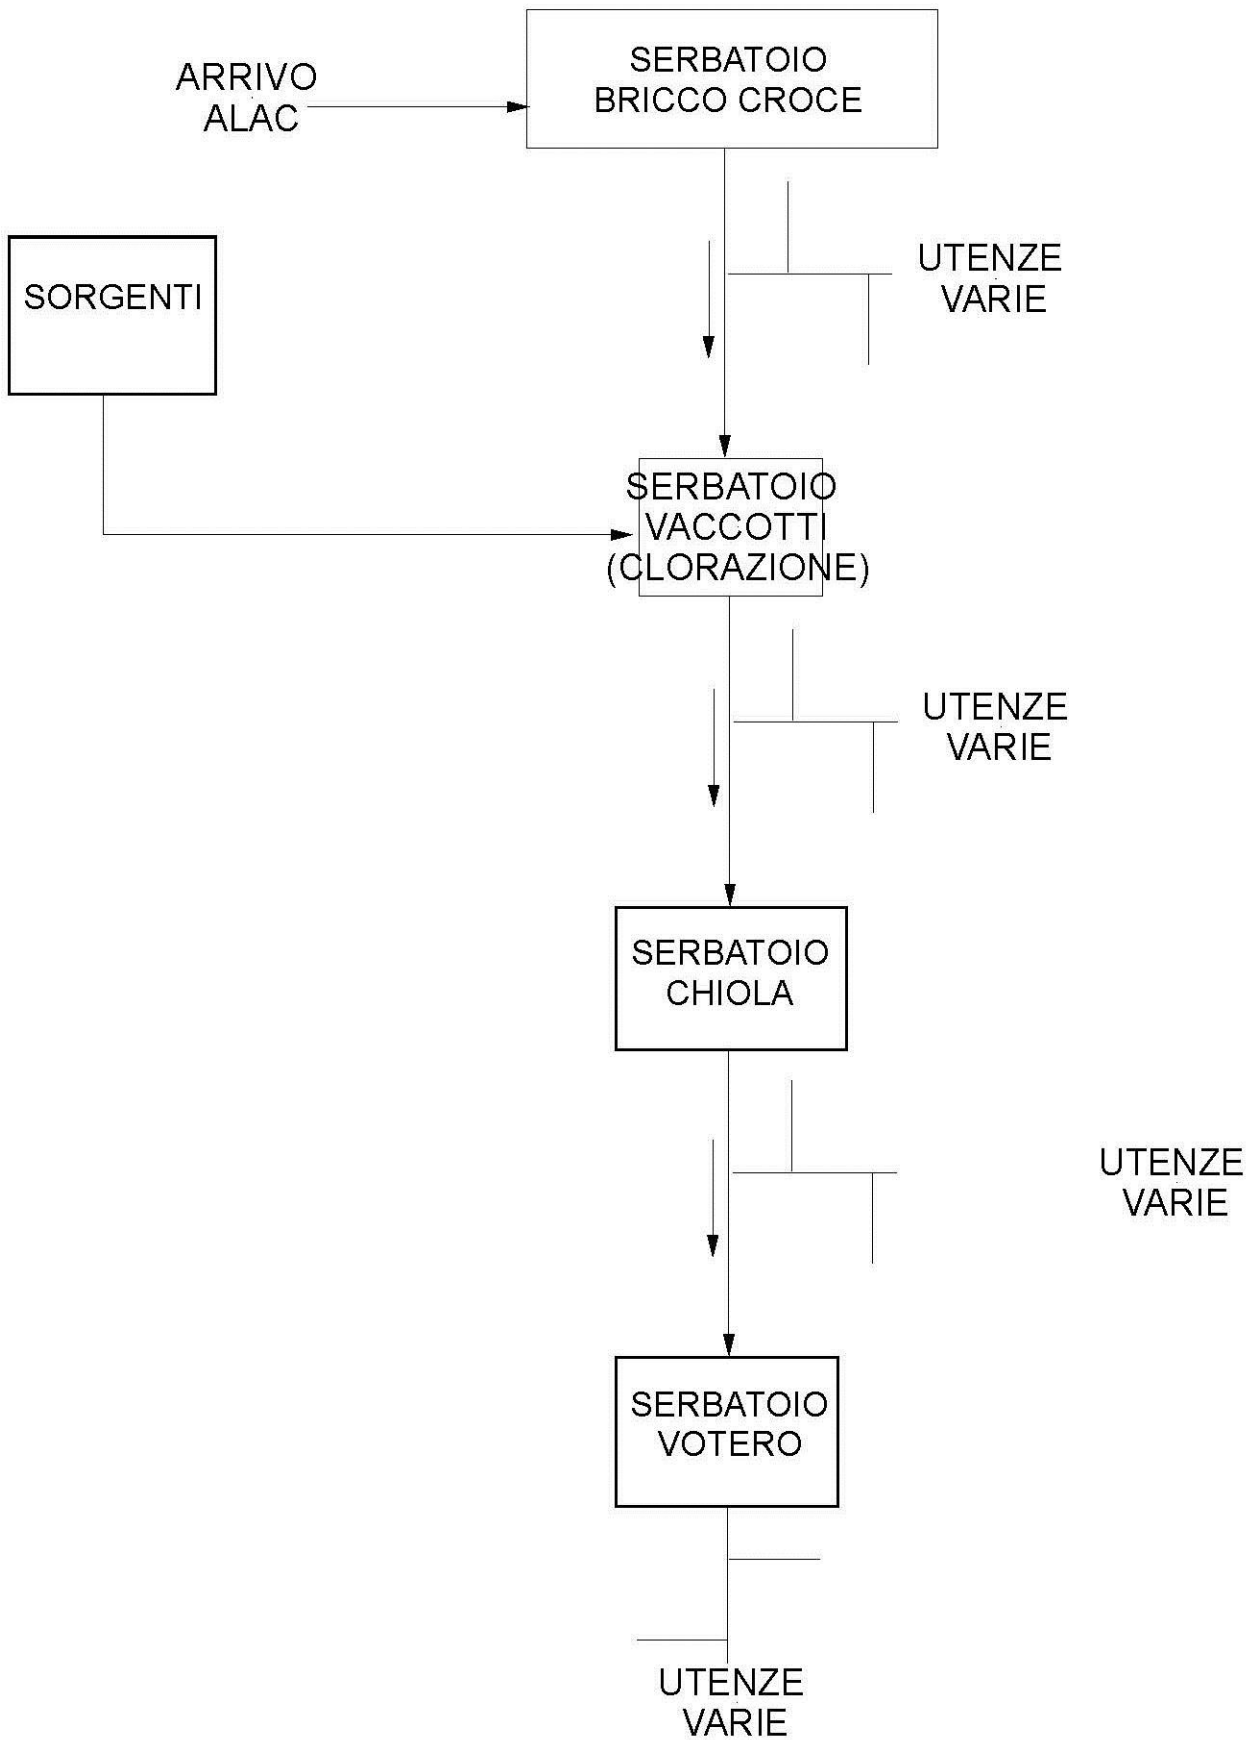 SERBATOIO
BRICCO CROCE
ARRIVO
ALAC
UTENZE
VARIE
SORGENTI
SERBATOIO
VACCOTTI
(CLORAZIONE)
UTENZE
VARIE
SERBATOIO
CHIOLA
UTENZE
VARIE
SERBATOIO
VOTERO
UTENZE
VARIE